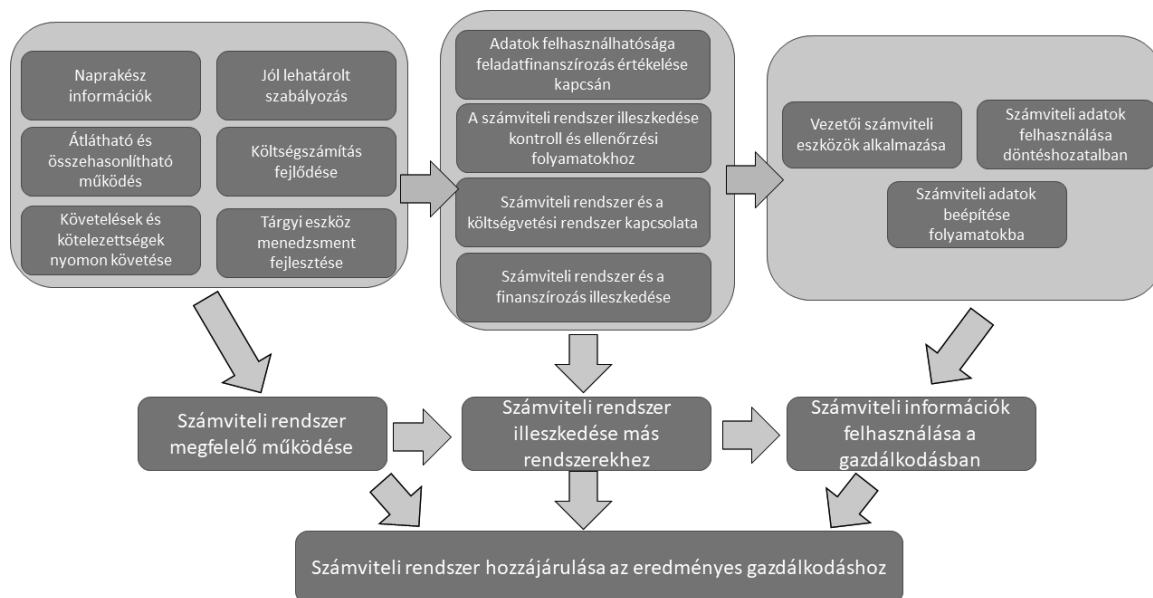 Naprakész
információk
Jól lehatárolt
szabályozás
Átlátható és
összehasonlítható
működés
Költségszámítás
fejlődése
Követelések és
kötelezettségek
nyomon követése
Tárgyi eszköz
menedzsment
fejlesztése
Adatok felhasználhatósága
feladatfinanszírozás értékelése
kapcsán
A számviteli rendszer illeszkedése
kontroll és ellenőrzési
folyamatokhoz
Számviteli rendszer és a
költségvetési rendszer kapcsolata
Számviteli rendszer és a
finanszírozás illeszkedése
Vezetői számviteli
eszközök alkalmazása
Számviteli adatok
felhasználása
döntéshozatalban
Számviteli adatok
beépítése
folyamatokba
Számviteli rendszer
megfelelő működése
Számviteli rendszer
illeszkedése más
rendszerekhez
Számviteli információk
felhasználása a
gazdálkodásban
Számviteli rendszer hozzájárulása az eredményes gazdálkodáshoz